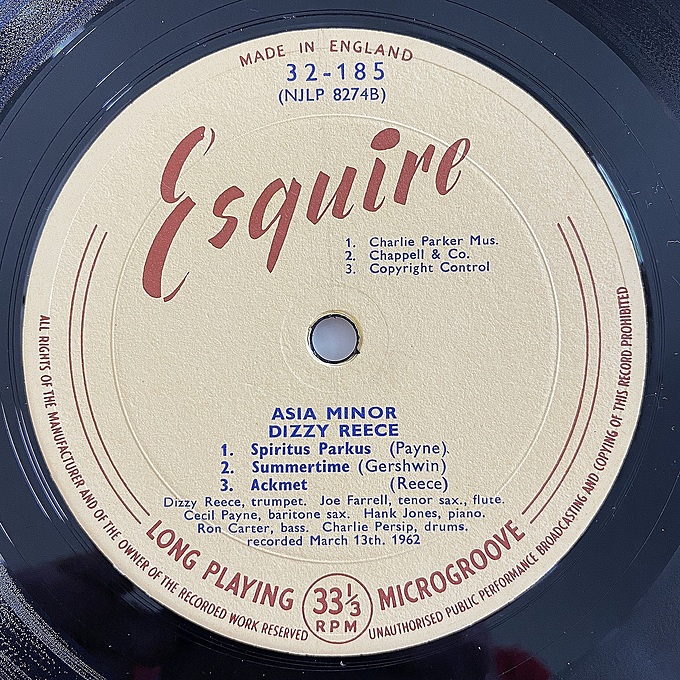 MADE IN ENGLAND
32-185
(NJLP 8274B)
Esquire
1. Charlie Parker Mus.
2. Chappell & Co.
3. Copyright Control
ASIA MINOR
DIZZY REECE
1. Spiritus Parkus (Payne).
2. Summertime (Gershwin)
3. Ackmet (Reece)
Dizzy Reece, trumpet. Joe Farrell, tenor sax., flute.
Cecil Payne, baritone sax. Hank Jones, piano.
Ron Carter, bass. Charlie Persip, drums.
recorded March 13th. 1962
LONG PLAYING 33⅓ RPM MICROGROOVE
ALL RIGHTS OF THE MANUFACTURER AND OF THE OWNER OF THE RECORDED WORK RESERVED
UNAUTHORISED PUBLIC PERFORMANCE BROADCASTING AND COPYING OF THIS RECORD PROHIBITED